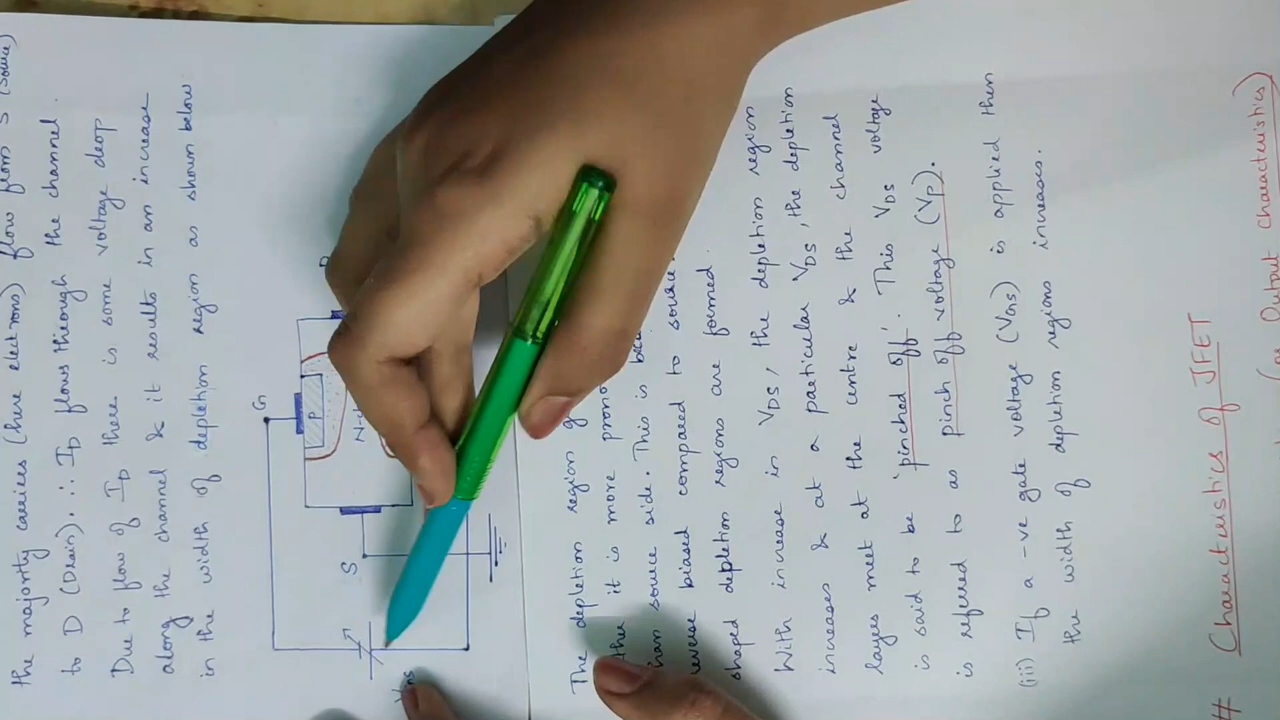 the majority carries (here electrons) flow from S (source)
to D (Drain). ∴ ID flows through the channel.
Due to flow of ID there is some voltage drop
along the channel & it results in an increase
in the width of depletion region as shown below
G
P
N-
S
The depletion region g
it is more
than source side. This is
reverse biased compared to source.
shaped depletion regions are formed.
With increase in VDS, the depletion region
increases & at a particular VDS, the depletion
layers meet at the centre & the channel
is said to be 'pinched off'. This VDS voltage
is referred to as pinch off voltage (VP).
(iii) If a -ve gate voltage (VGS) is applied then
the width of depletion regions increases.
# Characteristics of JFET
(or Output characteristics)